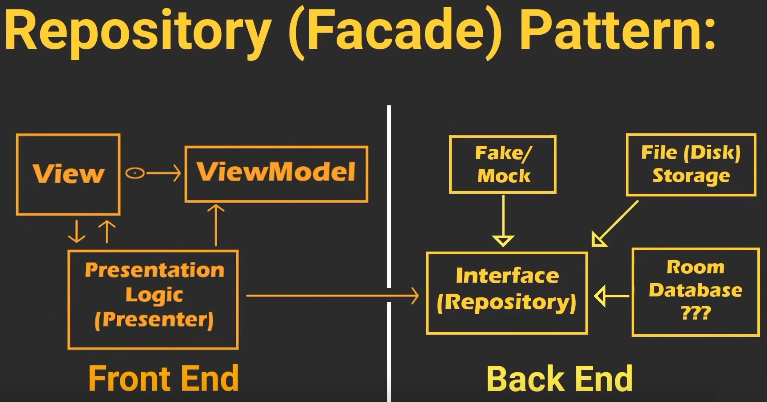 Repository (Facade) Pattern:
View
ViewModel
Presentation
Logic
(Presenter)
Front End
Fake/
Mock
File (Disk)
Storage
Interface
(Repository)
Room
Database
???
Back End